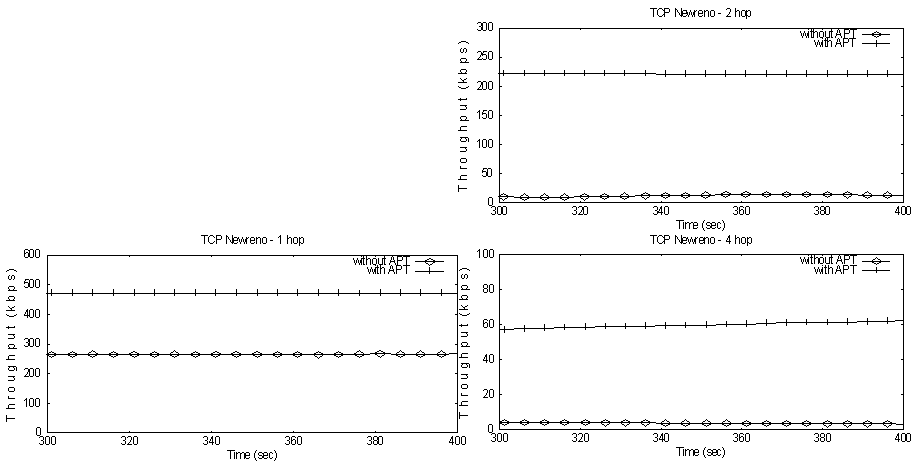 TCP Newreno - 2 hop
without APT
with APT
Throughput (kbps)
300
250
200
150
100
50
0
300 320 340 360 380 400
Time (sec)
TCP Newreno - 1 hop
without APT
with APT
Throughput (kbps)
600
500
400
300
200
100
0
300 320 340 360 380 400
Time (sec)
TCP Newreno - 4 hop
without APT
with APT
Throughput (kbps)
100
80
60
40
20
0
300 320 340 360 380 400
Time (sec)